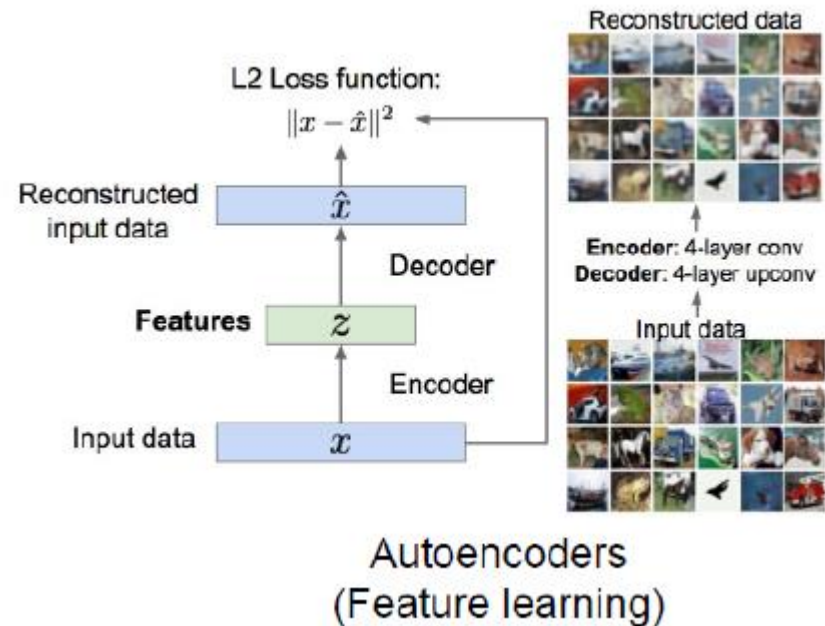 Reconstructed data
L2 Loss function:
‖x − x̂‖²
Reconstructed
input data
x̂
Decoder
Encoder: 4-layer conv
Decoder: 4-layer upconv
Features
z
Input data
Encoder
Input data
x
Autoencoders
(Feature learning)